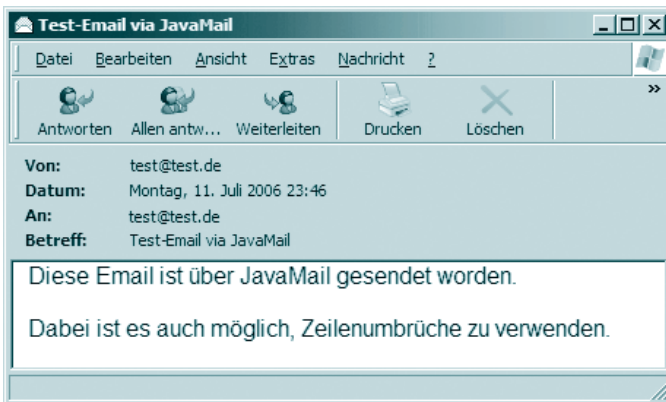 Test-Email via JavaMail
Datei Bearbeiten Ansicht Extras Nachricht ?
»
Antworten Allen antw... Weiterleiten Drucken Löschen
Von: test@test.de
Datum: Montag, 11. Juli 2006 23:46
An: test@test.de
Betreff: Test-Email via JavaMail
Diese Email ist über JavaMail gesendet worden.
Dabei ist es auch möglich, Zeilenumbrüche zu verwenden.